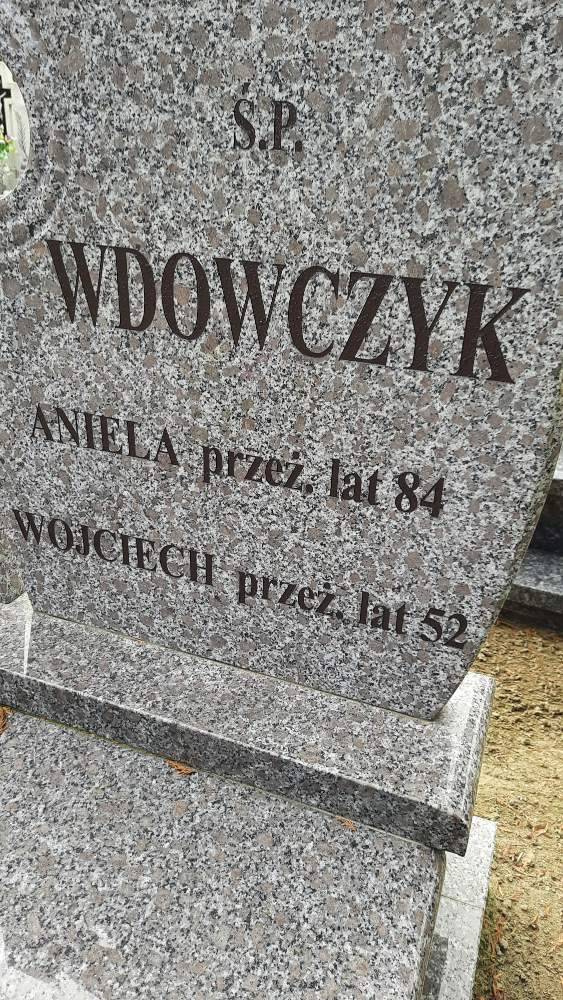 Ś.P.
WDOWCZYK
ANIELA przeż. lat 84
WOJCIECH przeż. lat 52